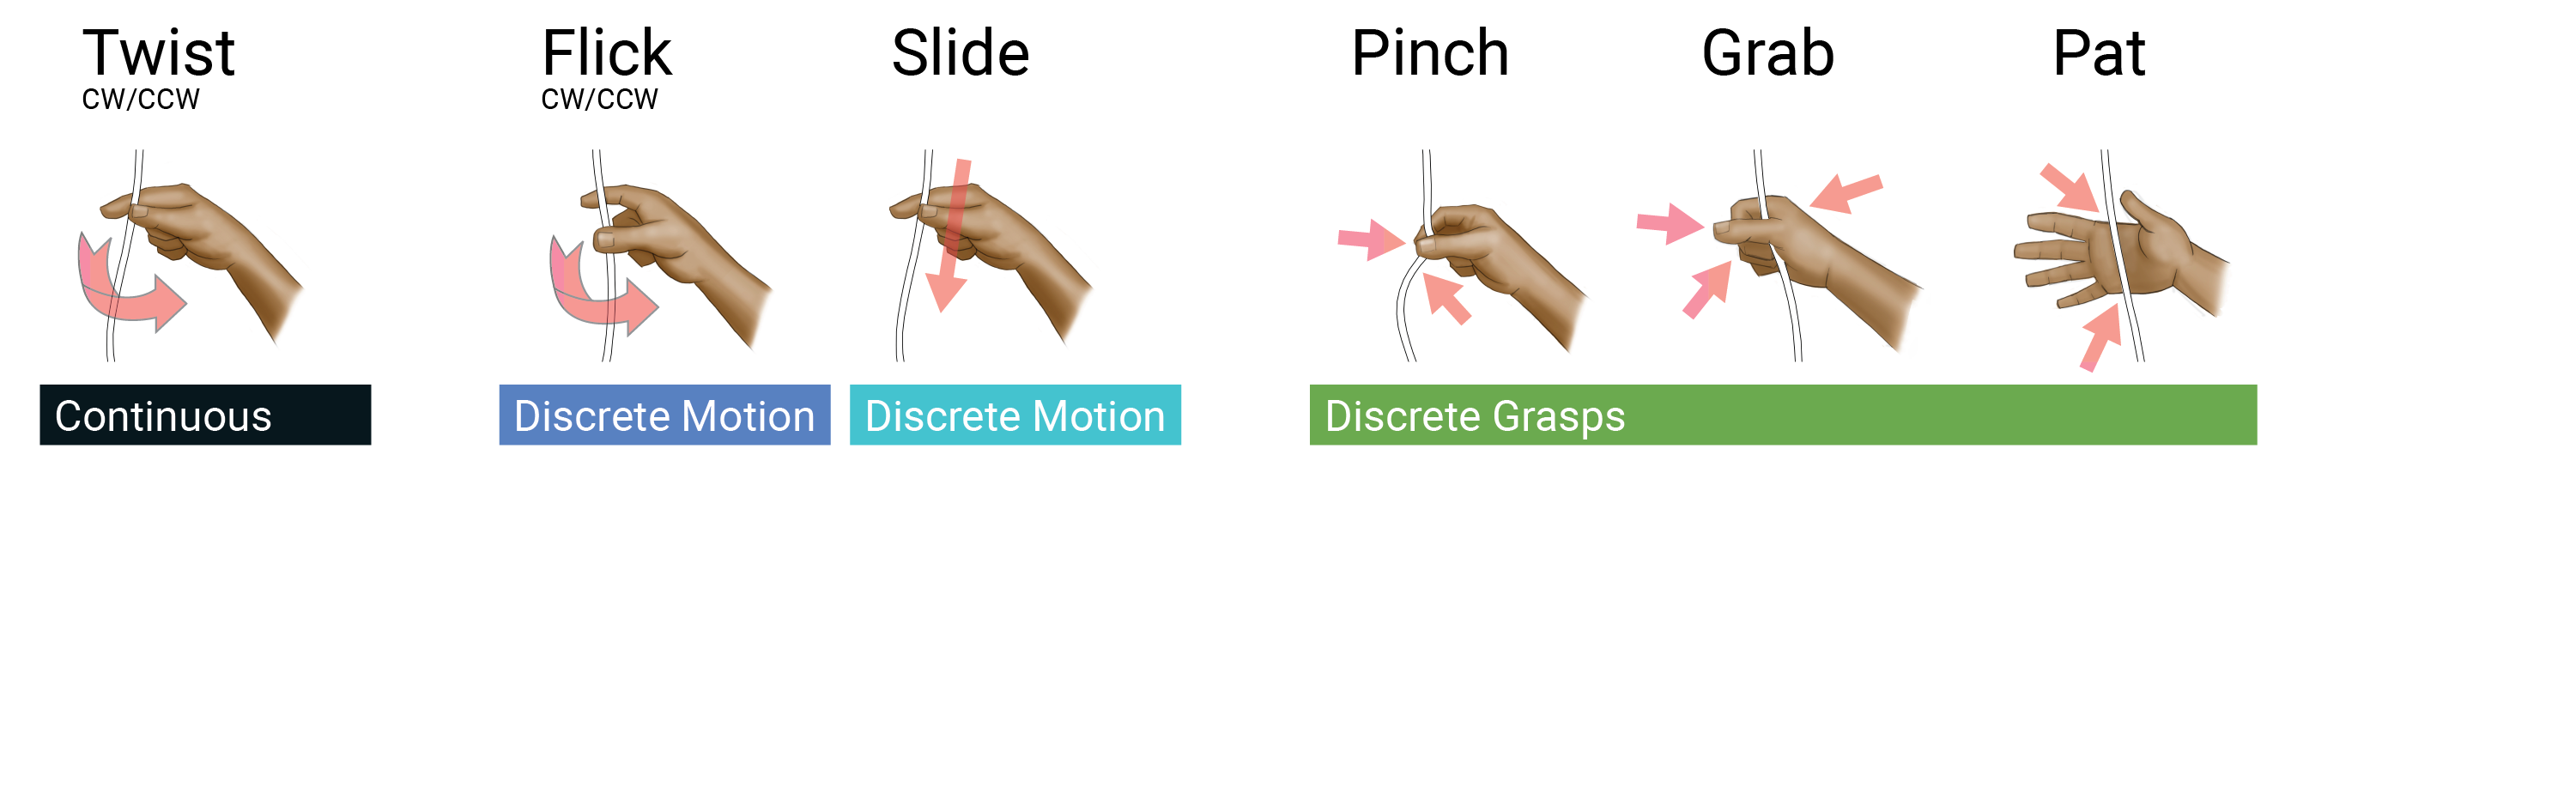 Twist
CW/CCW
Flick
CW/CCW
Slide
Pinch
Grab
Pat
Continuous
Discrete Motion
Discrete Motion
Discrete Grasps